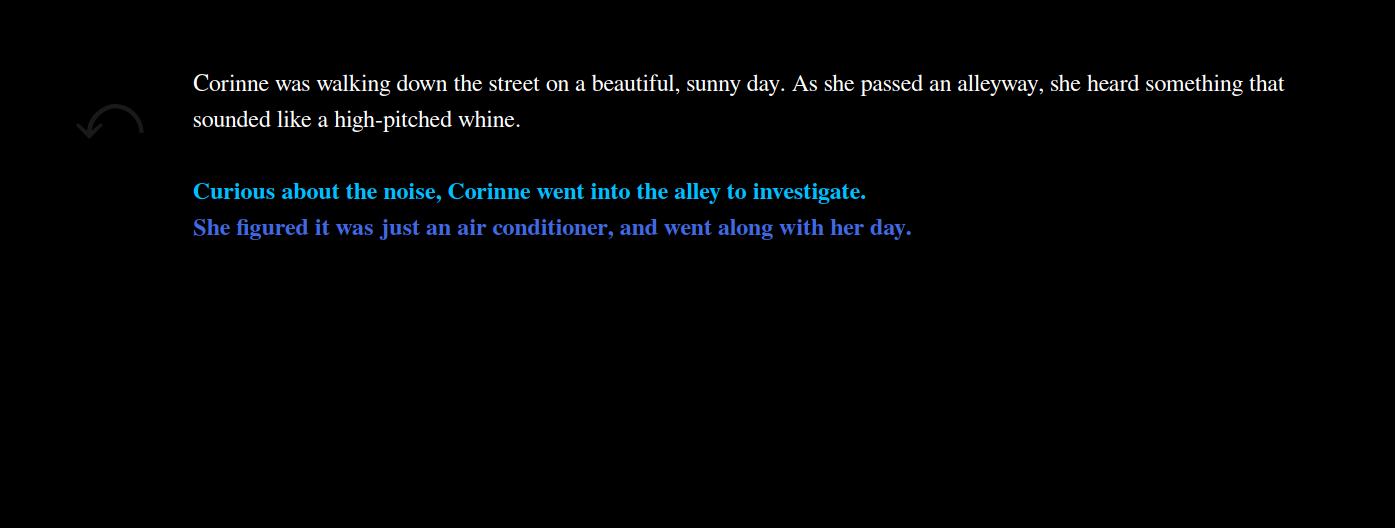 Corinne was walking down the street on a beautiful, sunny day. As she passed an alleyway, she heard something that
sounded like a high-pitched whine.
Curious about the noise, Corinne went into the alley to investigate.
She figured it was just an air conditioner, and went along with her day.